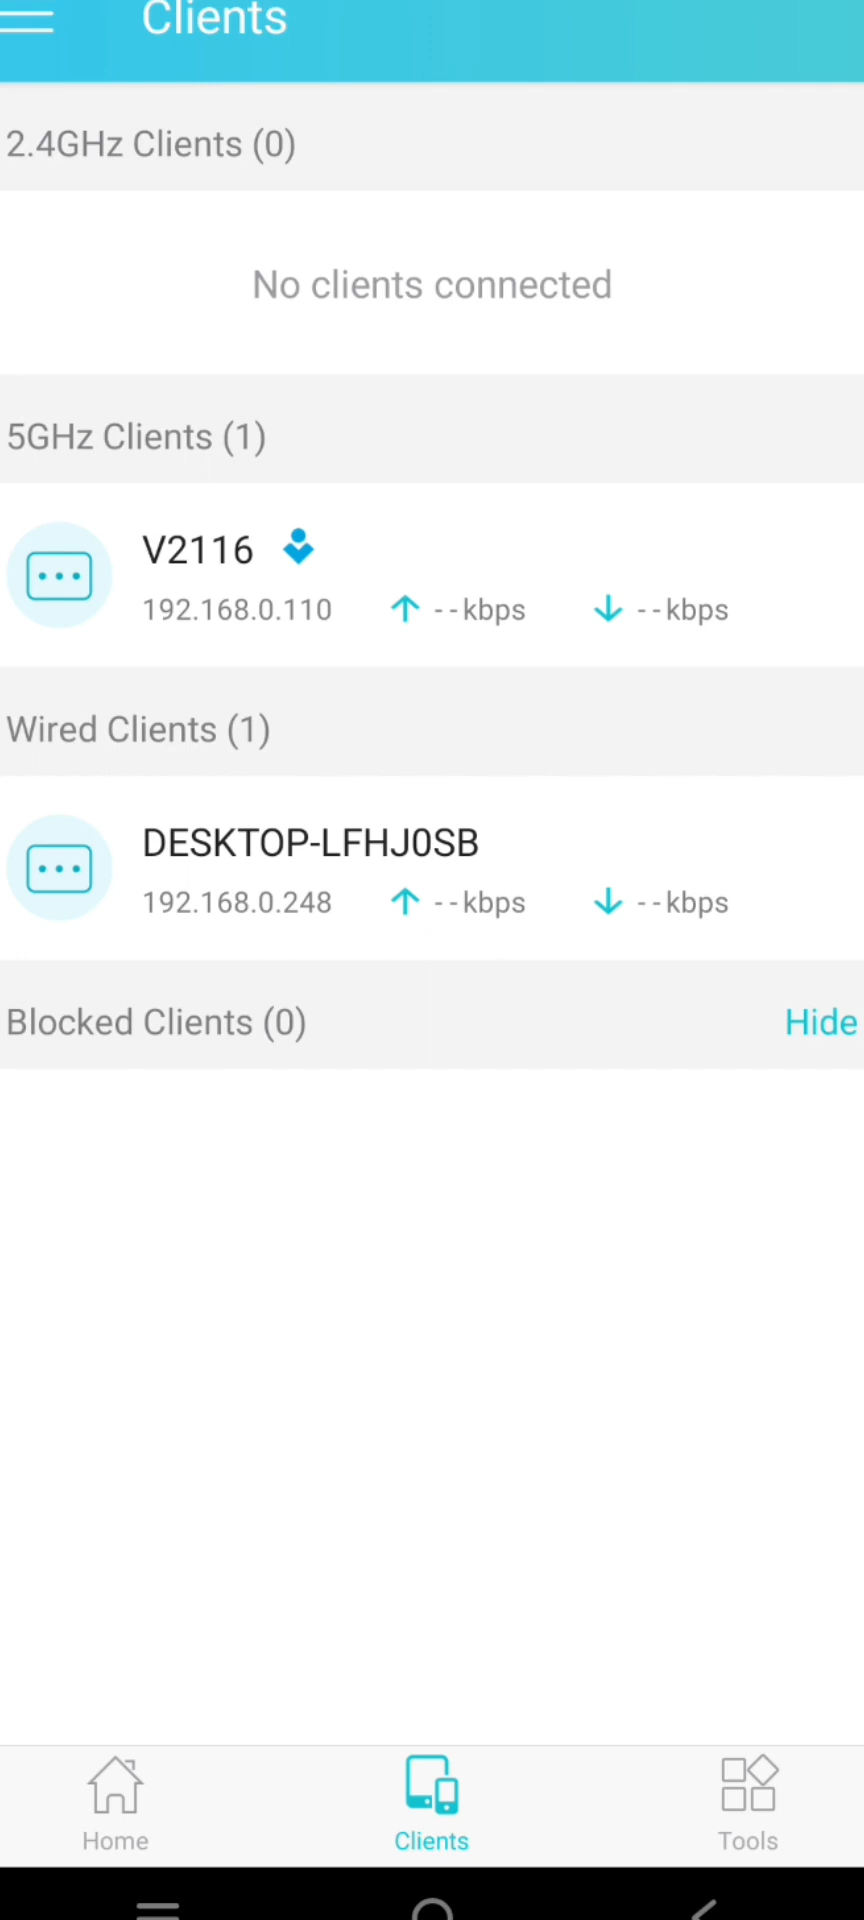 Clients
2.4GHz Clients (0)
No clients connected
5GHz Clients (1)
V2116
192.168.0.110 --kbps --kbps
Wired Clients (1)
DESKTOP-LFHJ0SB
192.168.0.248 --kbps --kbps
Blocked Clients (0) Hide
Home Clients Tools